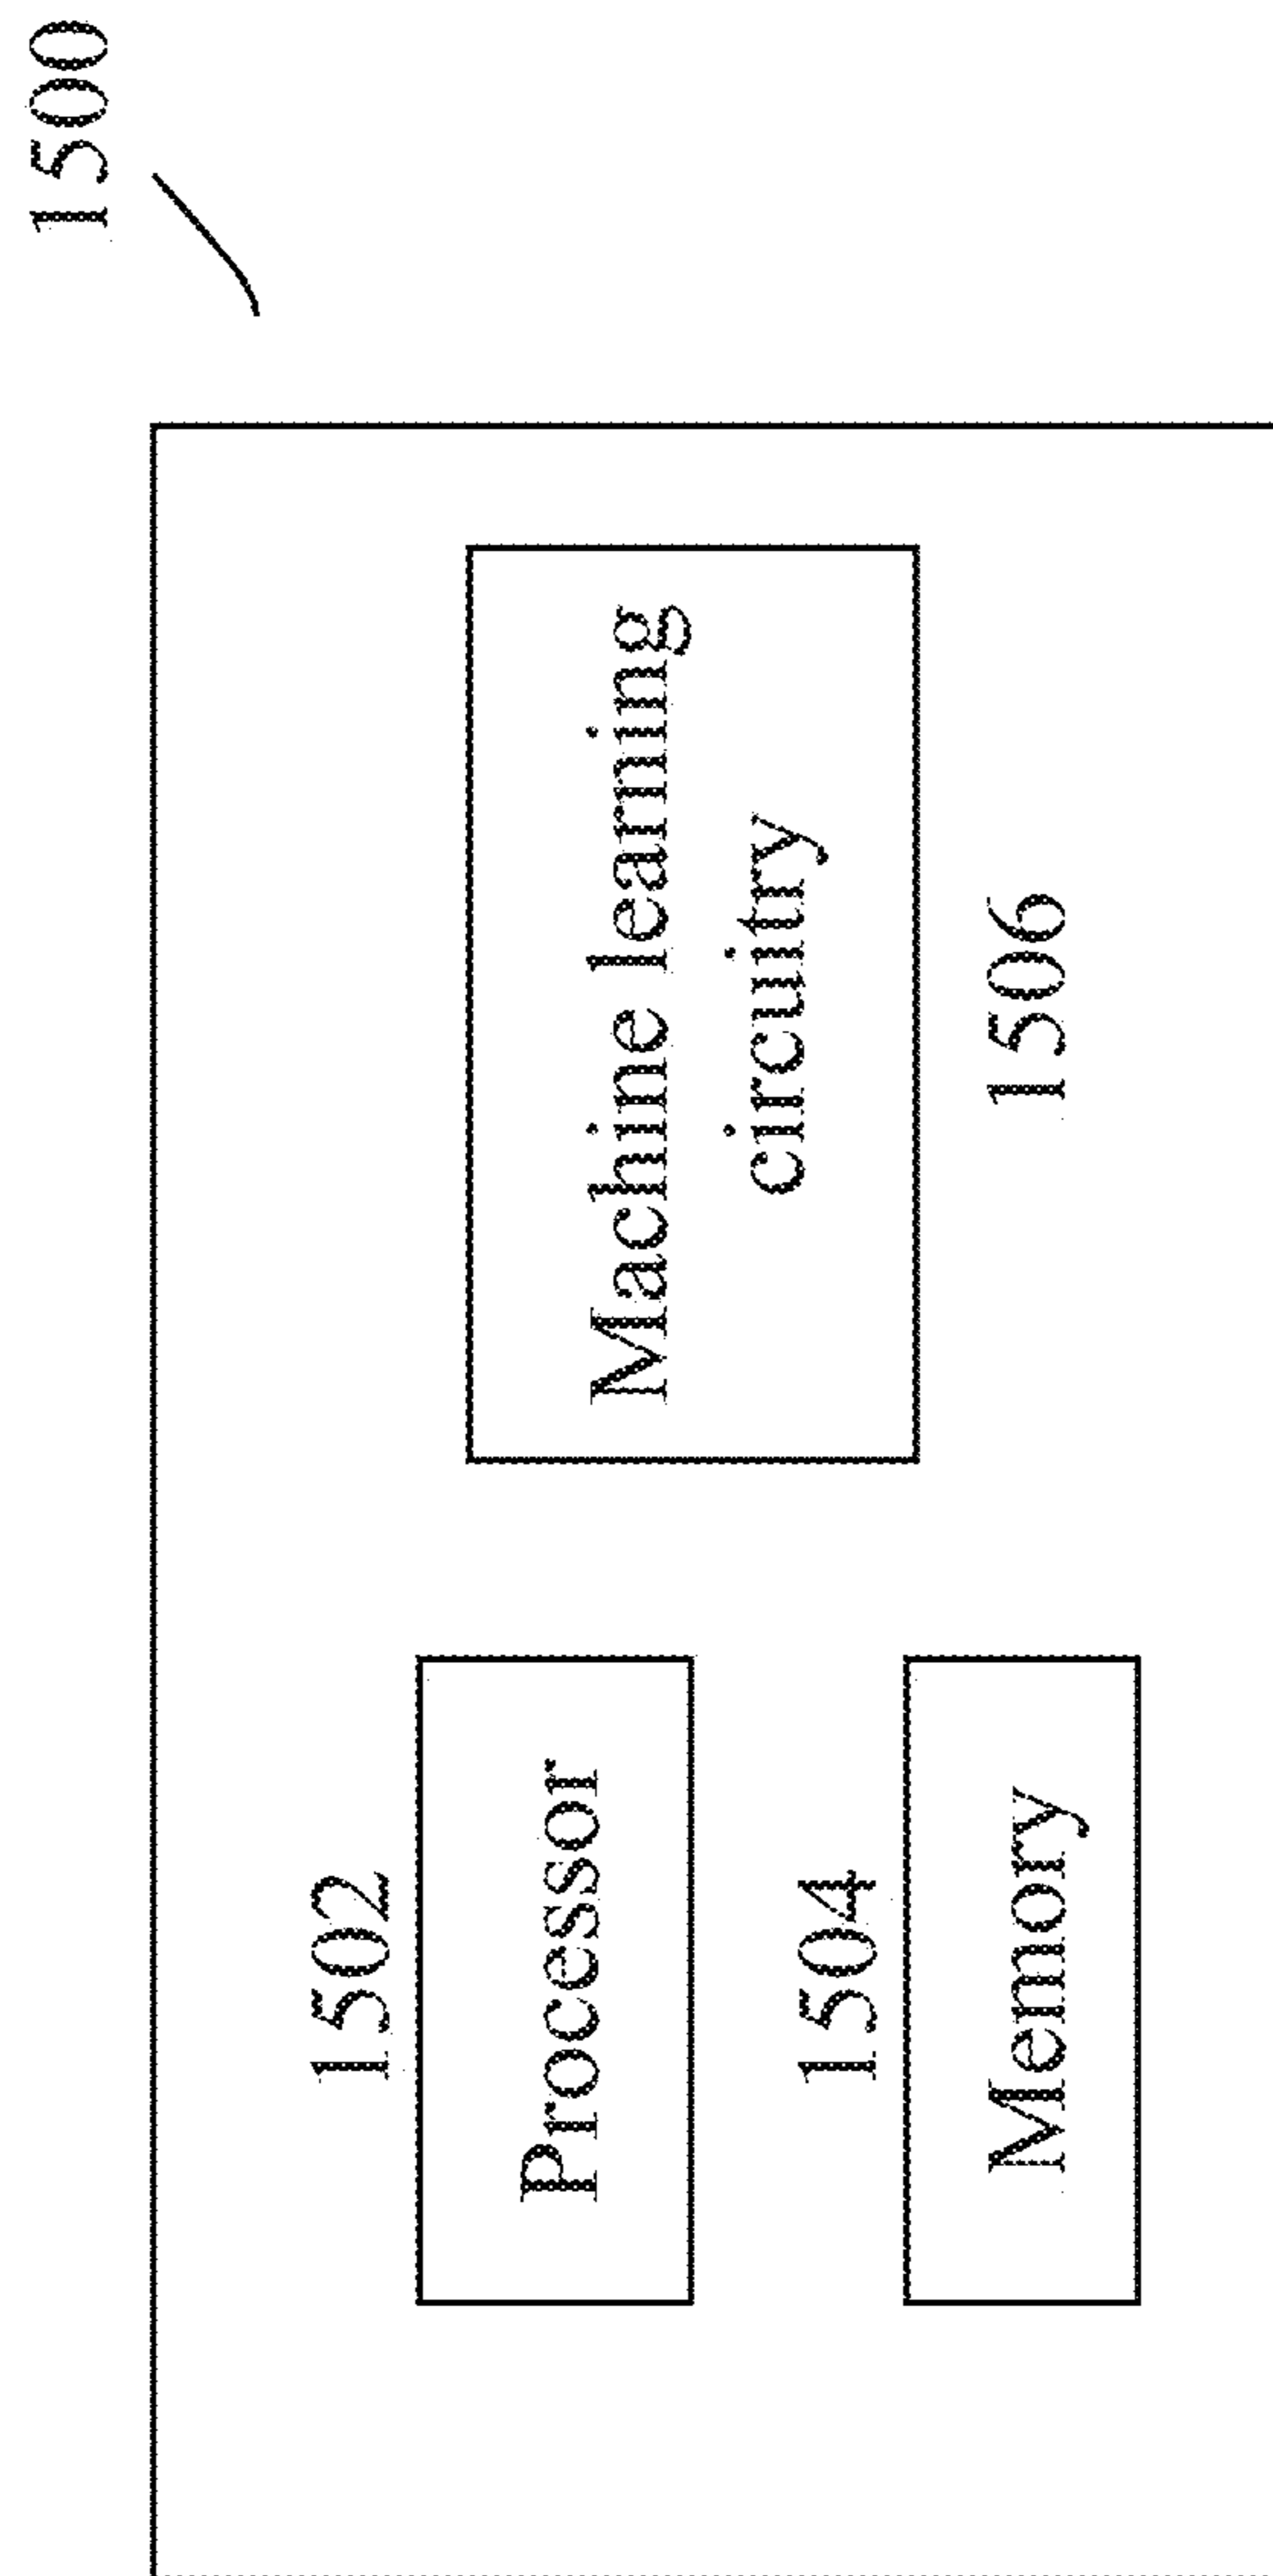 1500
1502
Processor
1504
Memory
Machine learning
circuitry
1506